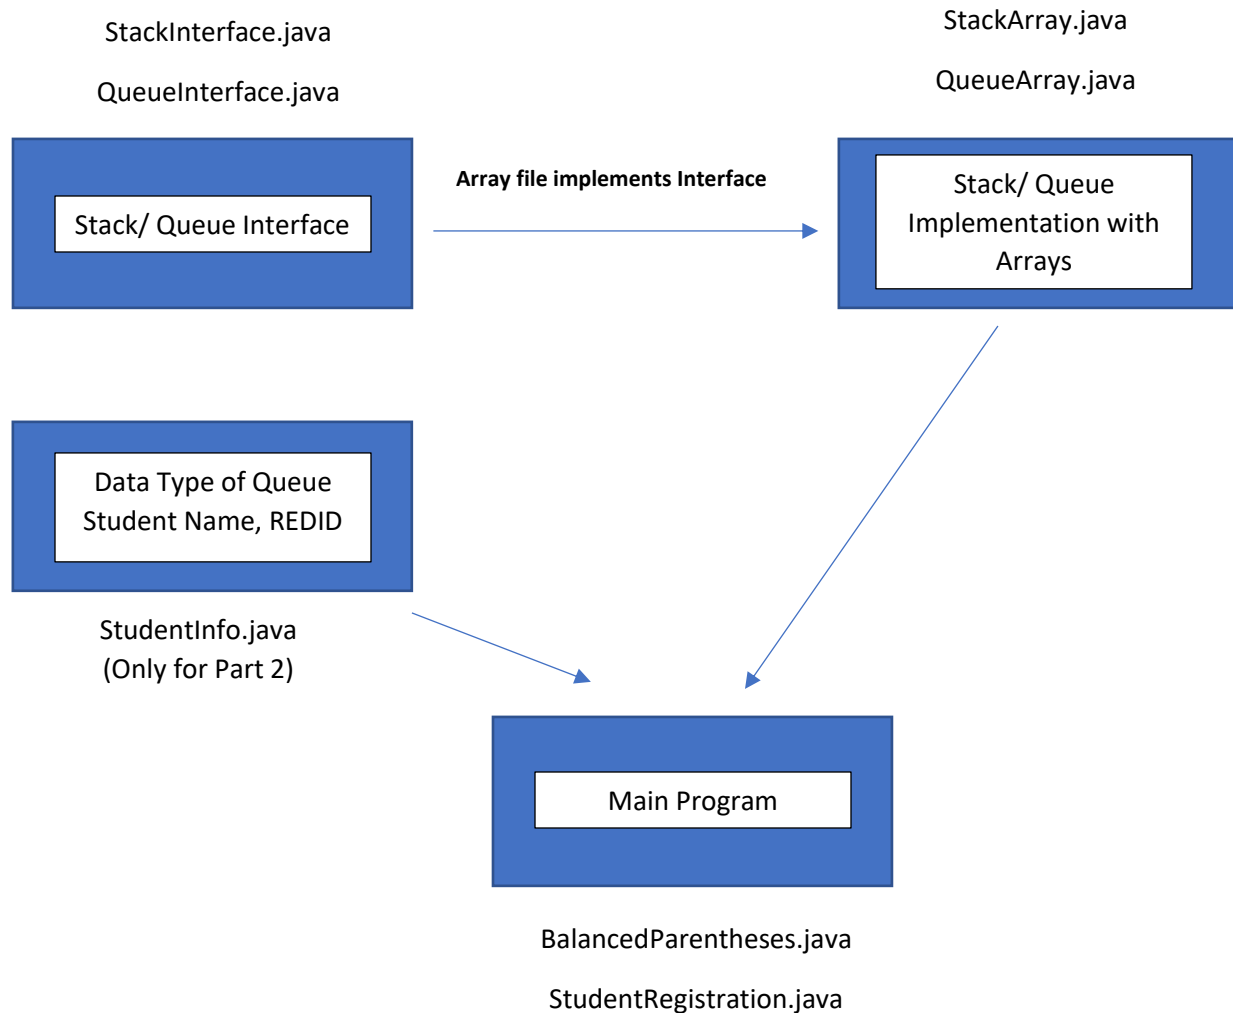 StackInterface.java
QueueInterface.java
StackArray.java
QueueArray.java
Stack/ Queue Interface
Array file implements Interface
Stack/ Queue
Implementation with
Arrays
Data Type of Queue
Student Name, REDID
StudentInfo.java
(Only for Part 2)
Main Program
BalancedParentheses.java
StudentRegistration.java